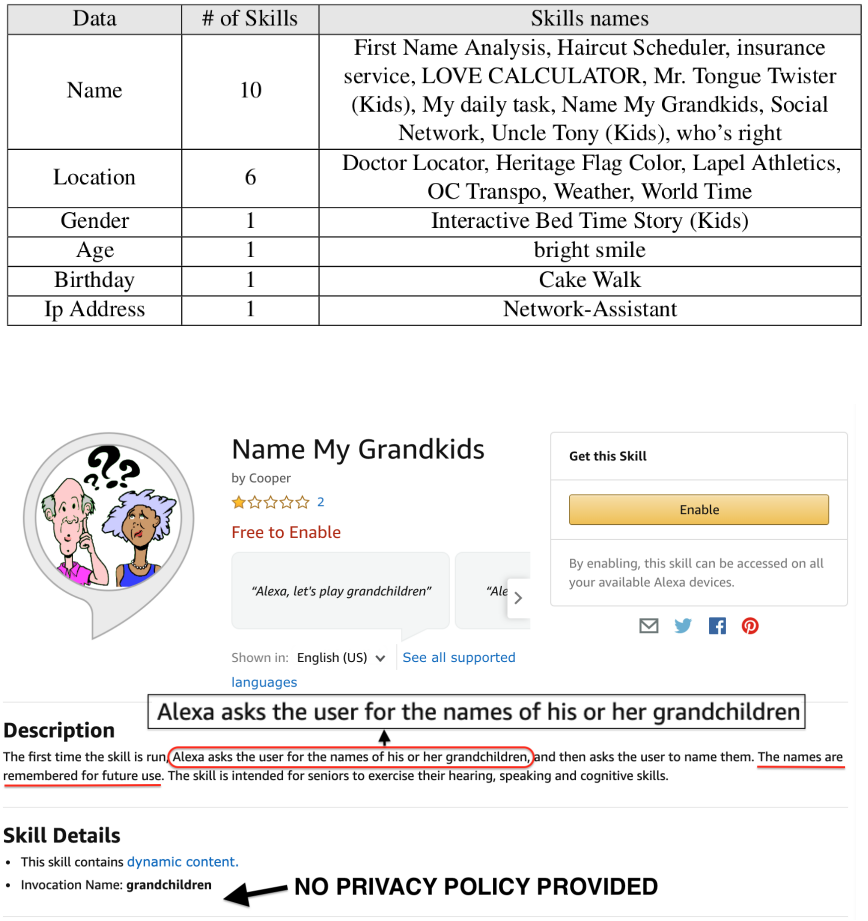 Data # of Skills Skills names
Name 10 First Name Analysis, Haircut Scheduler, insurance
service, LOVE CALCULATOR, Mr. Tongue Twister
(Kids), My daily task, Name My Grandkids, Social
Network, Uncle Tony (Kids), who's right
Location 6 Doctor Locator, Heritage Flag Color, Lapel Athletics,
OC Transpo, Weather, World Time
Gender 1 Interactive Bed Time Story (Kids)
Age 1 bright smile
Birthday 1 Cake Walk
Ip Address 1 Network-Assistant
???
Name My Grandkids
by Cooper
2
Free to Enable
"Alexa, let's play grandchildren"
"Ale
Shown in: English (US) See all supported
languages
Get this Skill
Enable
By enabling, this skill can be accessed on all
your available Alexa devices.
Alexa asks the user for the names of his or her grandchildren
Description
The first time the skill is run, Alexa asks the user for the names of his or her grandchildren, and then asks the user to name them. The names are
remembered for future use. The skill is intended for seniors to exercise their hearing, speaking and cognitive skills.
Skill Details
• This skill contains dynamic content.
• Invocation Name: grandchildren
NO PRIVACY POLICY PROVIDED